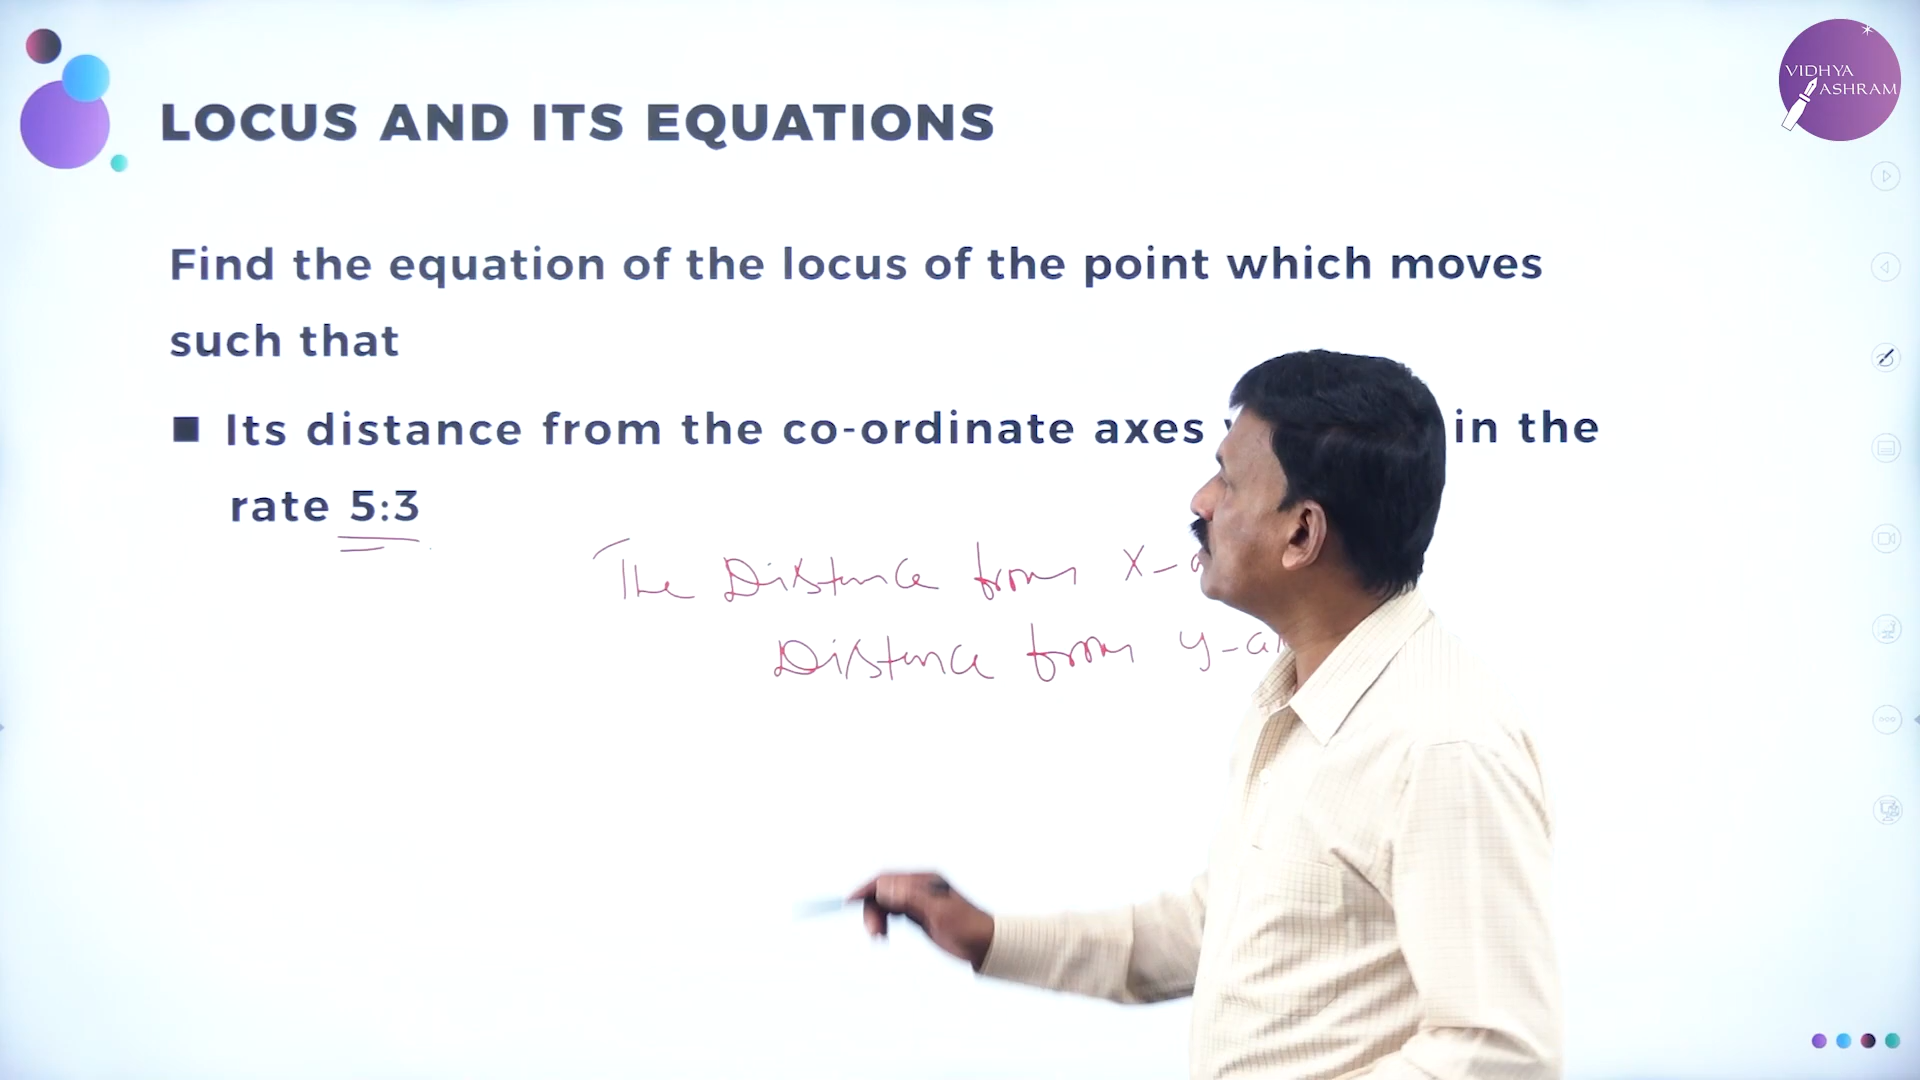 VIDHYA
ASHRAM
LOCUS AND ITS EQUATIONS
Find the equation of the locus of the point which moves
such that
Its distance from the co-ordinate axes in the
rate 5:3
The Distance from X-a
Distance from y-a